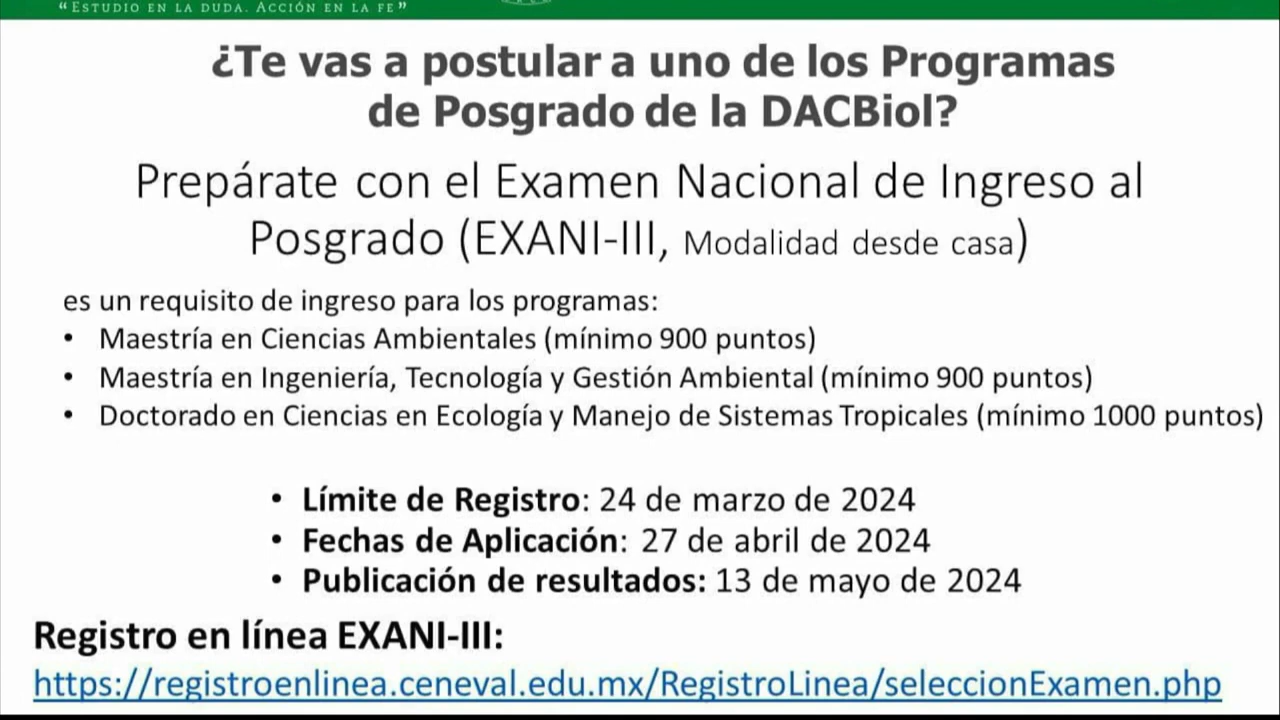 “Estudio en la duda. Acción en la fe”
¿Te vas a postular a uno de los Programas
de Posgrado de la DACBiol?
Prepárate con el Examen Nacional de Ingreso al
Posgrado (EXANI-III, Modalidad desde casa)
es un requisito de ingreso para los programas:
• Maestría en Ciencias Ambientales (mínimo 900 puntos)
• Maestría en Ingeniería, Tecnología y Gestión Ambiental (mínimo 900 puntos)
• Doctorado en Ciencias en Ecología y Manejo de Sistemas Tropicales (mínimo 1000 puntos)
• Límite de Registro: 24 de marzo de 2024
• Fechas de Aplicación: 27 de abril de 2024
• Publicación de resultados: 13 de mayo de 2024
Registro en línea EXANI-III:
https://registroenlinea.ceneval.edu.mx/RegistroLinea/seleccionExamen.php